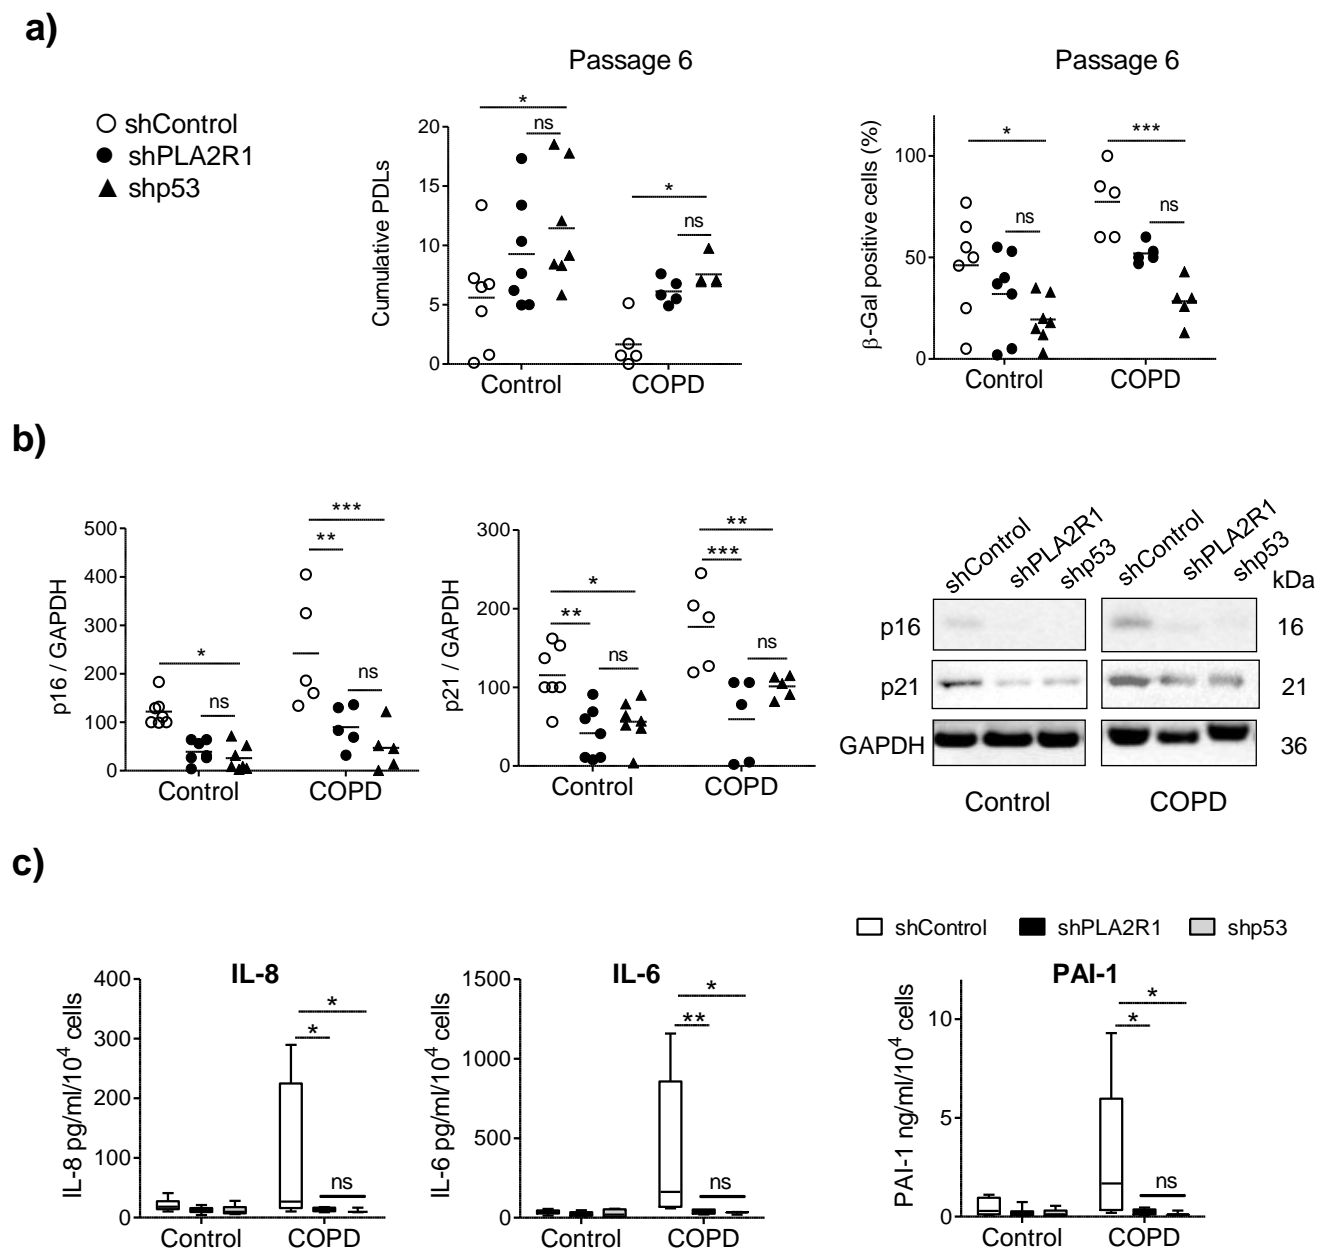 a)
Passage 6
Passage 6
shControl
shPLA2R1
shp53
Cumulative PDLs
20
15
10
5
0
*
ns
*
ns
Control
COPD
β-Gal positive cells (%)
100
50
0
*
ns
***
ns
Control
COPD
b)
p16 / GAPDH
500
400
300
200
100
0
*
ns
***
**
ns
Control
COPD
p21 / GAPDH
300
200
100
0
*
**
ns
**
***
ns
Control
COPD
shControl
shPLA2R1
shp53
shControl
shPLA2R1
shp53
kDa
p16
16
p21
21
GAPDH
36
Control
COPD
c)
shControl
shPLA2R1
shp53
IL-8
IL-8 pg/ml/10⁴ cells
400
300
200
100
0
*
*
ns
Control
COPD
IL-6
IL-6 pg/ml/10⁴ cells
1500
1000
500
0
*
**
ns
Control
COPD
PAI-1
PAI-1 ng/ml/10⁴ cells
10
5
0
*
*
ns
Control
COPD